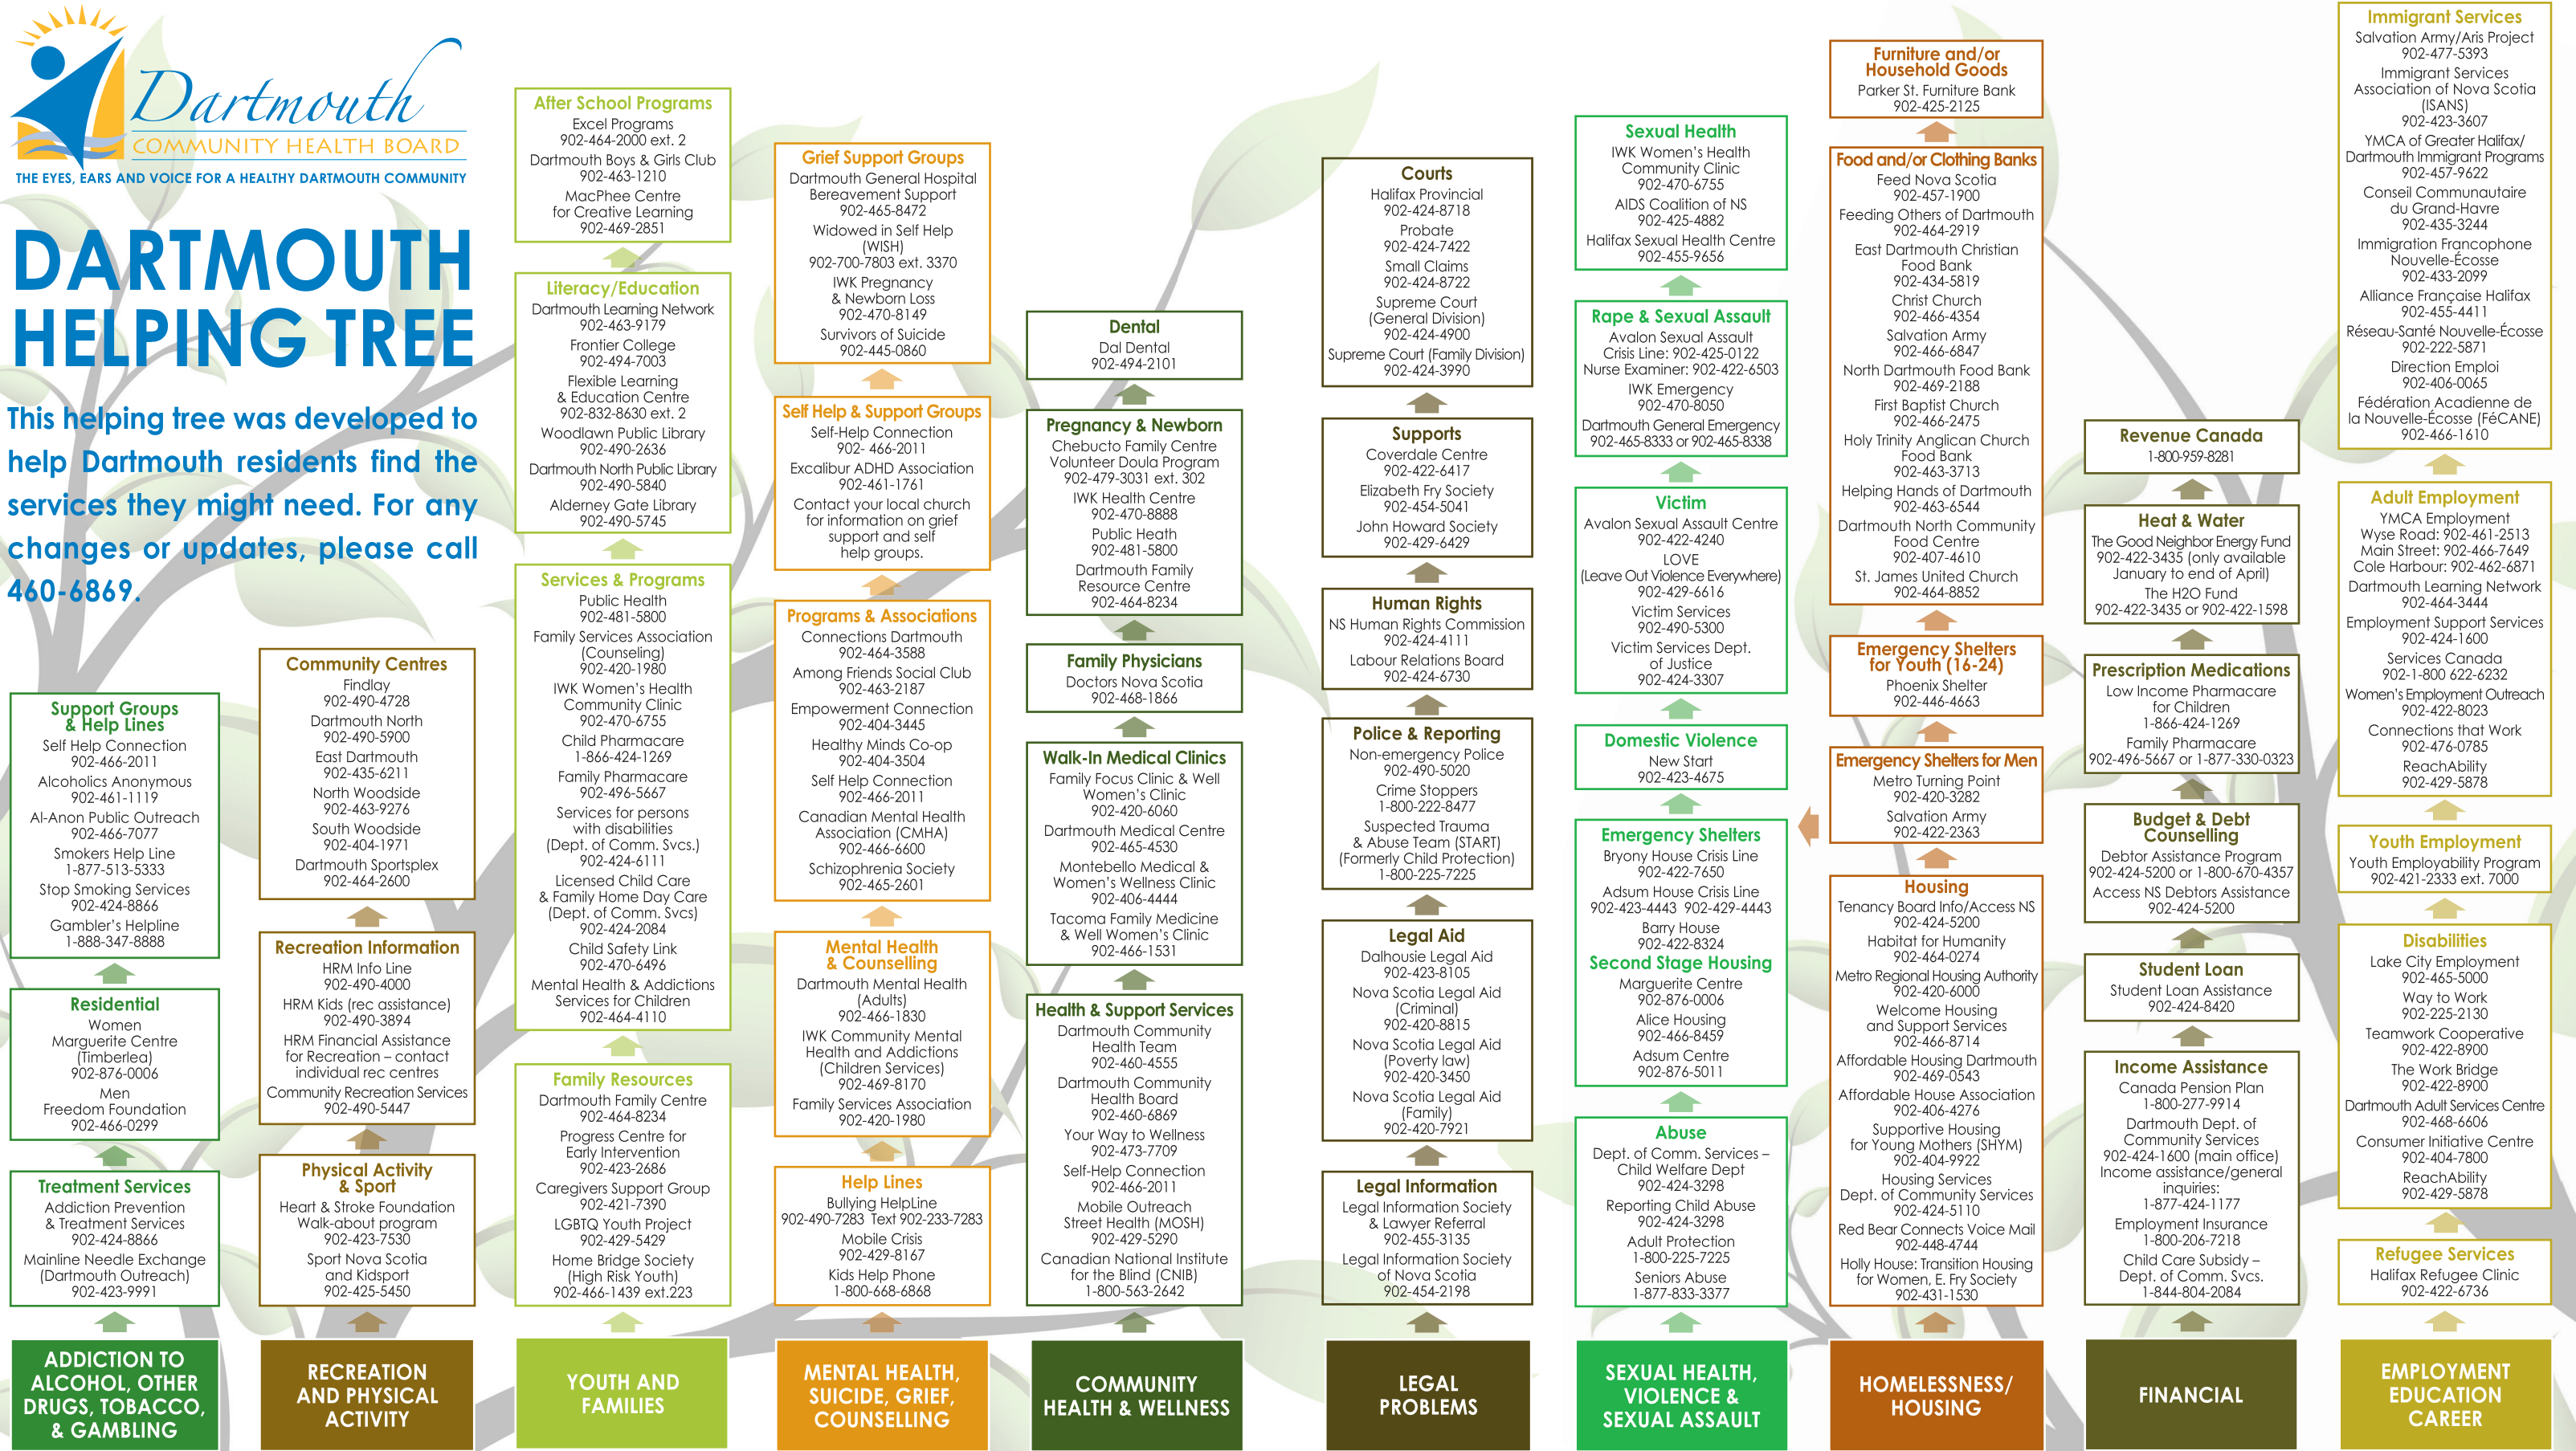 Dartmouth
COMMUNITY HEALTH BOARD
THE EYES, EARS AND VOICE FOR A HEALTHY DARTMOUTH COMMUNITY
DARTMOUTH
HELPING TREE
This helping tree was developed to
help Dartmouth residents find the
services they might need. For any
changes or updates, please call
460-6869.
Support Groups
& Help Lines
Self Help Connection
902-466-2011
Alcoholics Anonymous
902-461-1119
Al-Anon Public Outreach
902-466-7077
Smokers Help Line
1-877-513-5333
Stop Smoking Services
902-424-8866
Gambler's Helpline
1-888-347-8888
Residential
Women
Marguerite Centre
(Timberlea)
902-876-0006
Men
Freedom Foundation
902-466-0299
Treatment Services
Addiction Prevention
& Treatment Services
902-424-8866
Mainline Needle Exchange
(Dartmouth Outreach)
902-423-9991
ADDICTION TO
ALCOHOL, OTHER
DRUGS, TOBACCO,
& GAMBLING
Community Centres
Findlay
902-490-4728
Dartmouth North
902-490-5900
East Dartmouth
902-435-6211
North Woodside
902-463-9276
South Woodside
902-404-1971
Dartmouth Sportsplex
902-464-2600
Recreation Information
HRM Info Line
902-490-4000
HRM Kids (rec assistance)
902-490-3894
HRM Financial Assistance
for Recreation – contact
individual rec centres
Community Recreation Services
902-490-5447
Physical Activity
& Sport
Heart & Stroke Foundation
Walk-about program
902-423-7530
Sport Nova Scotia
and Kidsport
902-425-5450
RECREATION
AND PHYSICAL
ACTIVITY
After School Programs
Excel Programs
902-464-2000 ext. 2
Dartmouth Boys & Girls Club
902-463-1210
MacPhee Centre
for Creative Learning
902-469-2851
Literacy/Education
Dartmouth Learning Network
902-463-9179
Frontier College
902-494-7003
Flexible Learning
& Education Centre
902-832-8630 ext. 2
Woodlawn Public Library
902-490-2636
Dartmouth North Public Library
902-490-5840
Alderney Gate Library
902-490-5745
Services & Programs
Public Health
902-481-5800
Family Services Association
(Counseling)
902-420-1980
IWK Women's Health
Community Clinic
902-470-6755
Child Pharmacare
1-866-424-1269
Family Pharmacare
902-496-5667
Services for persons
with disabilities
(Dept. of Comm. Svcs.)
902-424-6111
Licensed Child Care
& Family Home Day Care
(Dept. of Comm. Svcs)
902-424-2084
Child Safety Link
902-470-6496
Mental Health & Addictions
Services for Children
902-464-4110
Family Resources
Dartmouth Family Centre
902-464-8234
Progress Centre for
Early Intervention
902-423-2686
Caregivers Support Group
902-421-7390
LGBTQ Youth Project
902-429-5429
Home Bridge Society
(High Risk Youth)
902-466-1439 ext.223
YOUTH AND
FAMILIES
Grief Support Groups
Dartmouth General Hospital
Bereavement Support
902-465-8472
Widowed in Self Help
(WISH)
902-700-7803 ext. 3370
IWK Pregnancy
& Newborn Loss
902-470-8149
Survivors of Suicide
902-445-0860
Self Help & Support Groups
Self-Help Connection
902- 466-2011
Excalibur ADHD Association
902-461-1761
Contact your local church
for information on grief
support and self
help groups.
Programs & Associations
Connections Dartmouth
902-464-3588
Among Friends Social Club
902-463-2187
Empowerment Connection
902-404-3445
Healthy Minds Co-op
902-404-3504
Self Help Connection
902-466-2011
Canadian Mental Health
Association (CMHA)
902-466-6600
Schizophrenia Society
902-465-2601
Mental Health
& Counselling
Dartmouth Mental Health
(Adults)
902-466-1830
IWK Community Mental
Health and Addictions
(Children Services)
902-469-8170
Family Services Association
902-420-1980
Help Lines
Bullying HelpLine
902-490-7283  Text 902-233-7283
Mobile Crisis
902-429-8167
Kids Help Phone
1-800-668-6868
MENTAL HEALTH,
SUICIDE, GRIEF,
COUNSELLING
Dental
Dal Dental
902-494-2101
Pregnancy & Newborn
Chebucto Family Centre
Volunteer Doula Program
902-479-3031 ext. 302
IWK Health Centre
902-470-8888
Public Heath
902-481-5800
Dartmouth Family
Resource Centre
902-464-8234
Family Physicians
Doctors Nova Scotia
902-468-1866
Walk-In Medical Clinics
Family Focus Clinic & Well
Women's Clinic
902-420-6060
Dartmouth Medical Centre
902-465-4530
Montebello Medical &
Women's Wellness Clinic
902-406-4444
Tacoma Family Medicine
& Well Women's Clinic
902-466-1531
Health & Support Services
Dartmouth Community
Health Team
902-460-4555
Dartmouth Community
Health Board
902-460-6869
Your Way to Wellness
902-473-7709
Self-Help Connection
902-466-2011
Mobile Outreach
Street Health (MOSH)
902-429-5290
Canadian National Institute
for the Blind (CNIB)
1-800-563-2642
COMMUNITY
HEALTH & WELLNESS
Courts
Halifax Provincial
902-424-8718
Probate
902-424-7422
Small Claims
902-424-8722
Supreme Court
(General Division)
902-424-4900
Supreme Court (Family Division)
902-424-3990
Supports
Coverdale Centre
902-422-6417
Elizabeth Fry Society
902-454-5041
John Howard Society
902-429-6429
Human Rights
NS Human Rights Commission
902-424-4111
Labour Relations Board
902-424-6730
Police & Reporting
Non-emergency Police
902-490-5020
Crime Stoppers
1-800-222-8477
Suspected Trauma
& Abuse Team (START)
(Formerly Child Protection)
1-800-225-7225
Legal Aid
Dalhousie Legal Aid
902-423-8105
Nova Scotia Legal Aid
(Criminal)
902-420-8815
Nova Scotia Legal Aid
(Poverty law)
902-420-3450
Nova Scotia Legal Aid
(Family)
902-420-7921
Legal Information
Legal Information Society
& Lawyer Referral
902-455-3135
Legal Information Society
of Nova Scotia
902-454-2198
LEGAL
PROBLEMS
Sexual Health
IWK Women's Health
Community Clinic
902-470-6755
AIDS Coalition of NS
902-425-4882
Halifax Sexual Health Centre
902-455-9656
Rape & Sexual Assault
Avalon Sexual Assault
Crisis Line: 902-425-0122
Nurse Examiner: 902-422-6503
IWK Emergency
902-470-8050
Dartmouth General Emergency
902-465-8333 or 902-465-8338
Victim
Avalon Sexual Assault Centre
902-422-4240
LOVE
(Leave Out Violence Everywhere)
902-429-6616
Victim Services
902-490-5300
Victim Services Dept.
of Justice
902-424-3307
Domestic Violence
New Start
902-423-4675
Emergency Shelters
Bryony House Crisis Line
902-422-7650
Adsum House Crisis Line
902-423-4443  902-429-4443
Barry House
902-422-8324
Second Stage Housing
Marguerite Centre
902-876-0006
Alice Housing
902-466-8459
Adsum Centre
902-876-5011
Abuse
Dept. of Comm. Services –
Child Welfare Dept
902-424-3298
Reporting Child Abuse
902-424-3298
Adult Protection
1-800-225-7225
Seniors Abuse
1-877-833-3377
SEXUAL HEALTH,
VIOLENCE &
SEXUAL ASSAULT
Furniture and/or
Household Goods
Parker St. Furniture Bank
902-425-2125
Food and/or Clothing Banks
Feed Nova Scotia
902-457-1900
Feeding Others of Dartmouth
902-464-2919
East Dartmouth Christian
Food Bank
902-434-5819
Christ Church
902-466-4354
Salvation Army
902-466-6847
North Dartmouth Food Bank
902-469-2188
First Baptist Church
902-466-2475
Holy Trinity Anglican Church
Food Bank
902-463-3713
Helping Hands of Dartmouth
902-463-6544
Dartmouth North Community
Food Centre
902-407-4610
St. James United Church
902-464-8852
Emergency Shelters
for Youth (16-24)
Phoenix Shelter
902-446-4663
Emergency Shelters for Men
Metro Turning Point
902-420-3282
Salvation Army
902-422-2363
Housing
Tenancy Board Info/Access NS
902-424-5200
Habitat for Humanity
902-464-0274
Metro Regional Housing Authority
902-420-6000
Welcome Housing
and Support Services
902-466-8714
Affordable Housing Dartmouth
902-469-0543
Affordable House Association
902-406-4276
Supportive Housing
for Young Mothers (SHYM)
902-404-9922
Housing Services
Dept. of Community Services
902-424-5110
Red Bear Connects Voice Mail
902-448-4744
Holly House: Transition Housing
for Women, E. Fry Society
902-431-1530
HOMELESSNESS/
HOUSING
Revenue Canada
1-800-959-8281
Heat & Water
The Good Neighbor Energy Fund
902-422-3435 (only available
January to end of April)
The H2O Fund
902-422-3435 or 902-422-1598
Prescription Medications
Low Income Pharmacare
for Children
1-866-424-1269
Family Pharmacare
902-496-5667 or 1-877-330-0323
Budget & Debt
Counselling
Debtor Assistance Program
902-424-5200 or 1-800-670-4357
Access NS Debtors Assistance
902-424-5200
Student Loan
Student Loan Assistance
902-424-8420
Income Assistance
Canada Pension Plan
1-800-277-9914
Dartmouth Dept. of
Community Services
902-424-1600 (main office)
Income assistance/general
inquiries:
1-877-424-1177
Employment Insurance
1-800-206-7218
Child Care Subsidy –
Dept. of Comm. Svcs.
1-844-804-2084
FINANCIAL
Immigrant Services
Salvation Army/Aris Project
902-477-5393
Immigrant Services
Association of Nova Scotia
(ISANS)
902-423-3607
YMCA of Greater Halifax/
Dartmouth Immigrant Programs
902-457-9622
Conseil Communautaire
du Grand-Havre
902-435-3244
Immigration Francophone
Nouvelle-Écosse
902-433-2099
Alliance Française Halifax
902-455-4411
Réseau-Santé Nouvelle-Écosse
902-222-5871
Direction Emploi
902-406-0065
Fédération Acadienne de
la Nouvelle-Écosse (FéCANE)
902-466-1610
Adult Employment
YMCA Employment
Wyse Road: 902-461-2513
Main Street: 902-466-7649
Cole Harbour: 902-462-6871
Dartmouth Learning Network
902-464-3444
Employment Support Services
902-424-1600
Services Canada
902-1-800 622-6232
Women's Employment Outreach
902-422-8023
Connections that Work
902-476-0785
ReachAbility
902-429-5878
Youth Employment
Youth Employability Program
902-421-2333 ext. 7000
Disabilities
Lake City Employment
902-465-5000
Way to Work
902-225-2130
Teamwork Cooperative
902-422-8900
The Work Bridge
902-422-8900
Dartmouth Adult Services Centre
902-468-6606
Consumer Initiative Centre
902-404-7800
ReachAbility
902-429-5878
Refugee Services
Halifax Refugee Clinic
902-422-6736
EMPLOYMENT
EDUCATION
CAREER